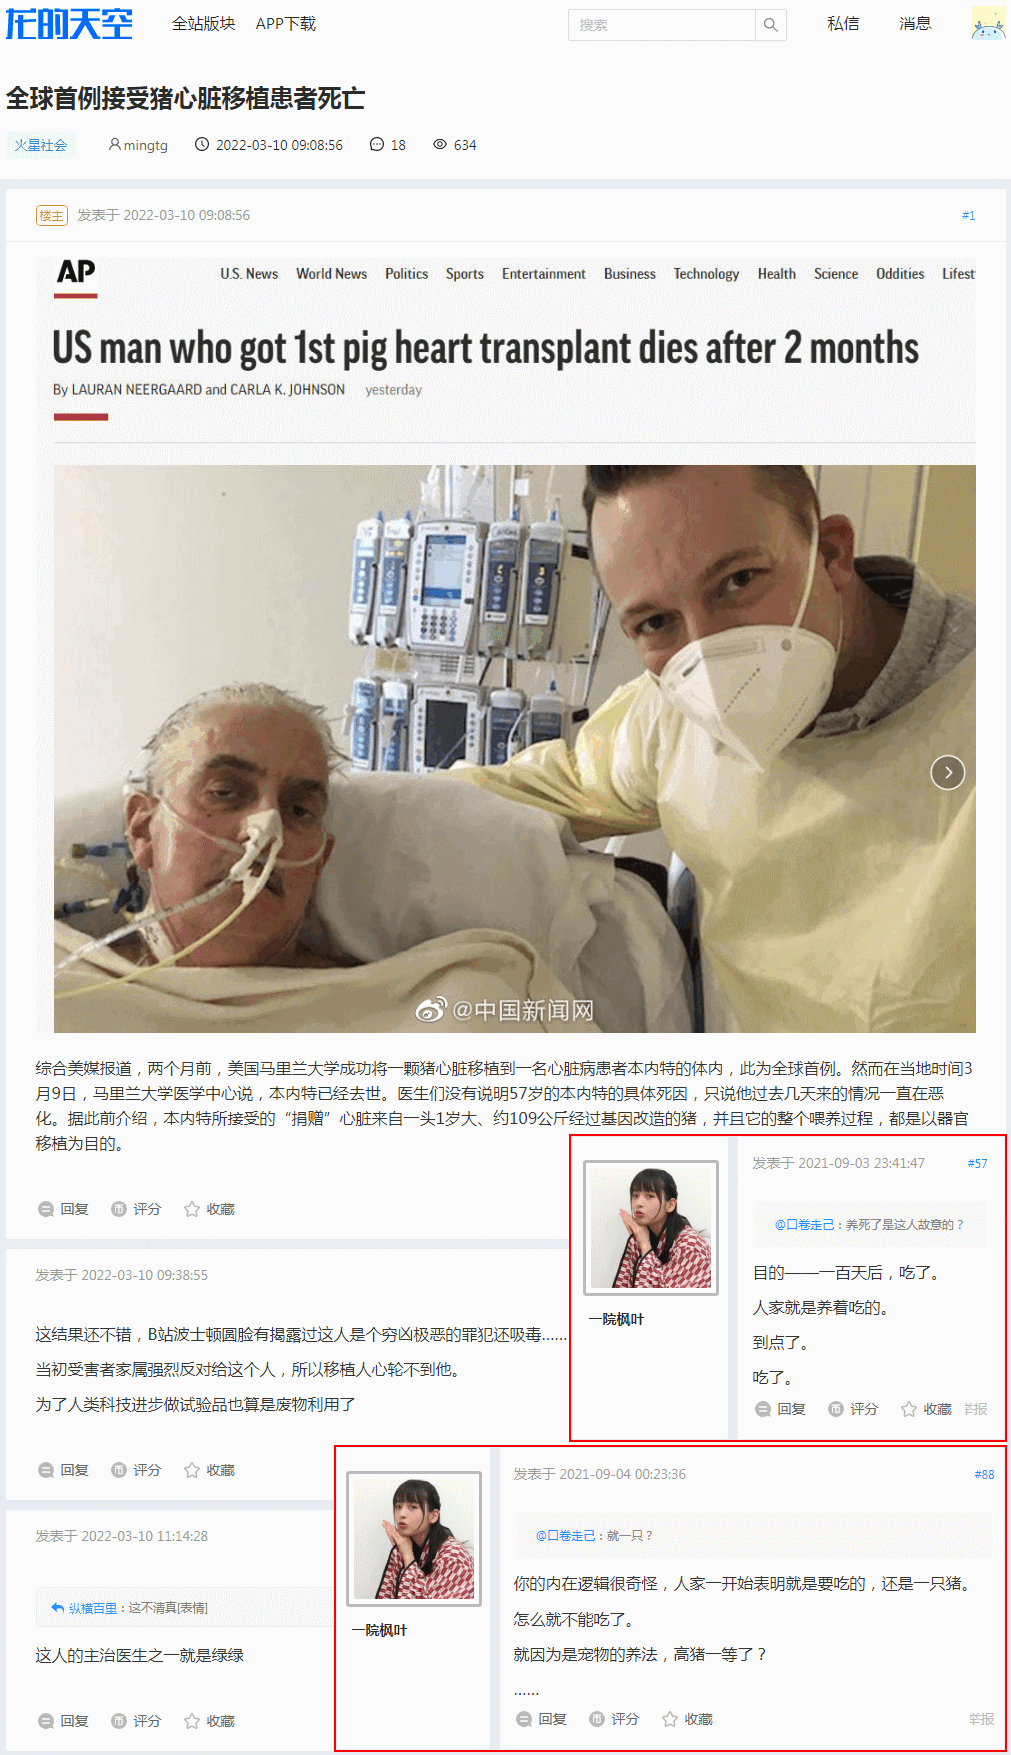 龙的天空 全站版块 APP下载 搜索 私信 消息
全球首例接受猪心脏移植患者死亡
火星社会 mingtg 2022-03-10 09:08:56 18 634
楼主 发表于 2022-03-10 09:08:56 #1
AP U.S. News World News Politics Sports Entertainment Business Technology Health Science Oddities Lifest
US man who got 1st pig heart transplant dies after 2 months
By LAURAN NEERGAARD and CARLA K. JOHNSON yesterday
@中国新闻网
综合美媒报道，两个月前，美国马里兰大学成功将一颗猪心脏移植到一名心脏病患者本内特的体内，此为全球首例。然而在当地时间3
月9日，马里兰大学医学中心说，本内特已经去世。医生们没有说明57岁的本内特的具体死因，只说他过去几天来的情况一直在恶
化。据此前介绍，本内特所接受的“捐赠”心脏来自一头1岁大、约109公斤经过基因改造的猪，并且它的整个喂养过程，都是以器官
移植为目的。
回复 评分 收藏
发表于 2021-09-03 23:41:47 #57
@口卷走己：养死了是这人故意的？
目的——一百天后，吃了。
人家就是养着吃的。
到点了。
吃了。
一院枫叶
回复 评分 收藏 举报
发表于 2022-03-10 09:38:55
这结果还不错，B站波士顿圆脸有揭露过这人是个穷凶极恶的罪犯还吸毒......
当初受害者家属强烈反对给这个人，所以移植人心轮不到他。
为了人类科技进步做试验品也算是废物利用了
回复 评分 收藏
发表于 2021-09-04 00:23:36 #88
@口卷走己：就一只？
你的内在逻辑很奇怪，人家一开始表明就是要吃的，还是一只猪。
怎么就不能吃了。
就因为是宠物的养法，高猪一等了？
......
一院枫叶
回复 评分 收藏 举报
发表于 2022-03-10 11:14:28
纵横百里：这不清真[表情]
这人的主治医生之一就是绿绿
回复 评分 收藏